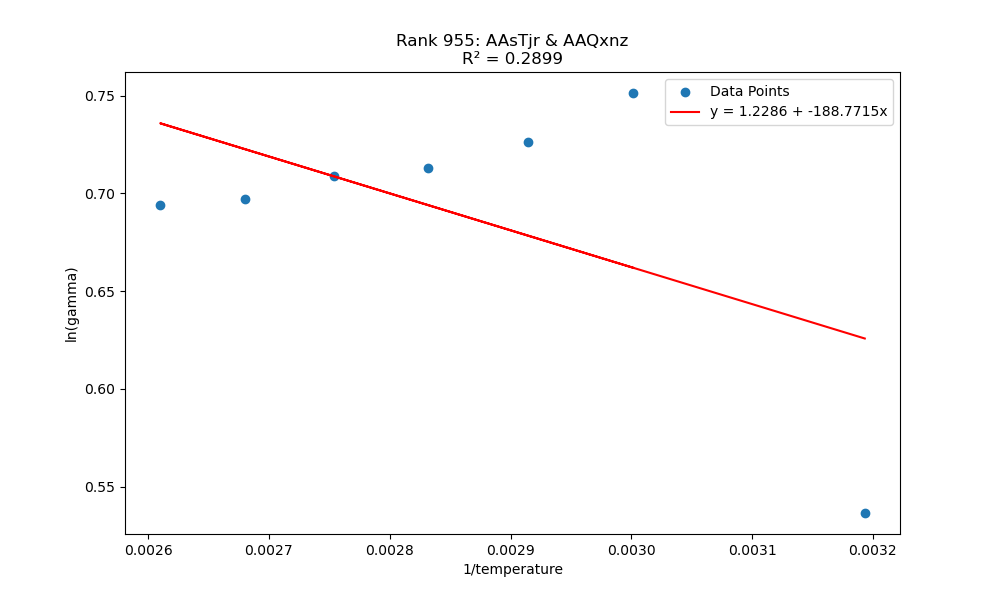 Rank 955: AAsTjr & AAQxnz
R² = 0.2899
Data Points
y = 1.2286 + -188.7715x
0.75
0.70
0.65
0.60
0.55
ln(gamma)
0.0026 0.0027 0.0028 0.0029 0.0030 0.0031 0.0032
1/temperature